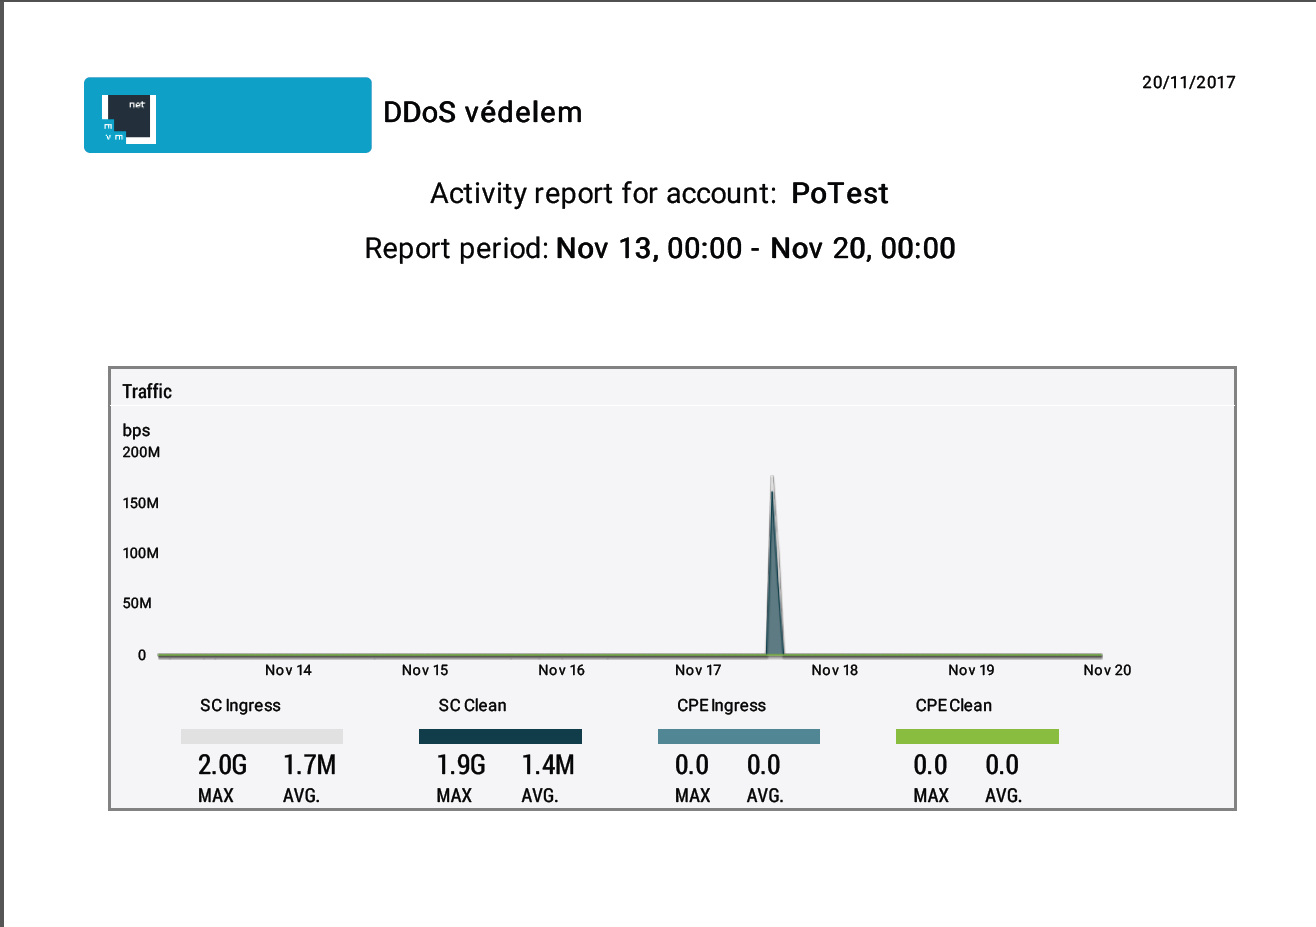 20/11/2017
net
m
v m
DDoS védelem
Activity report for account: PoTest
Report period: Nov 13, 00:00 - Nov 20, 00:00
Traffic
bps
200M
150M
100M
50M
0
Nov 14 Nov 15 Nov 16 Nov 17 Nov 18 Nov 19 Nov 20
SC Ingress SC Clean CPE Ingress CPE Clean
2.0G 1.7M 1.9G 1.4M 0.0 0.0 0.0 0.0
MAX AVG. MAX AVG. MAX AVG. MAX AVG.